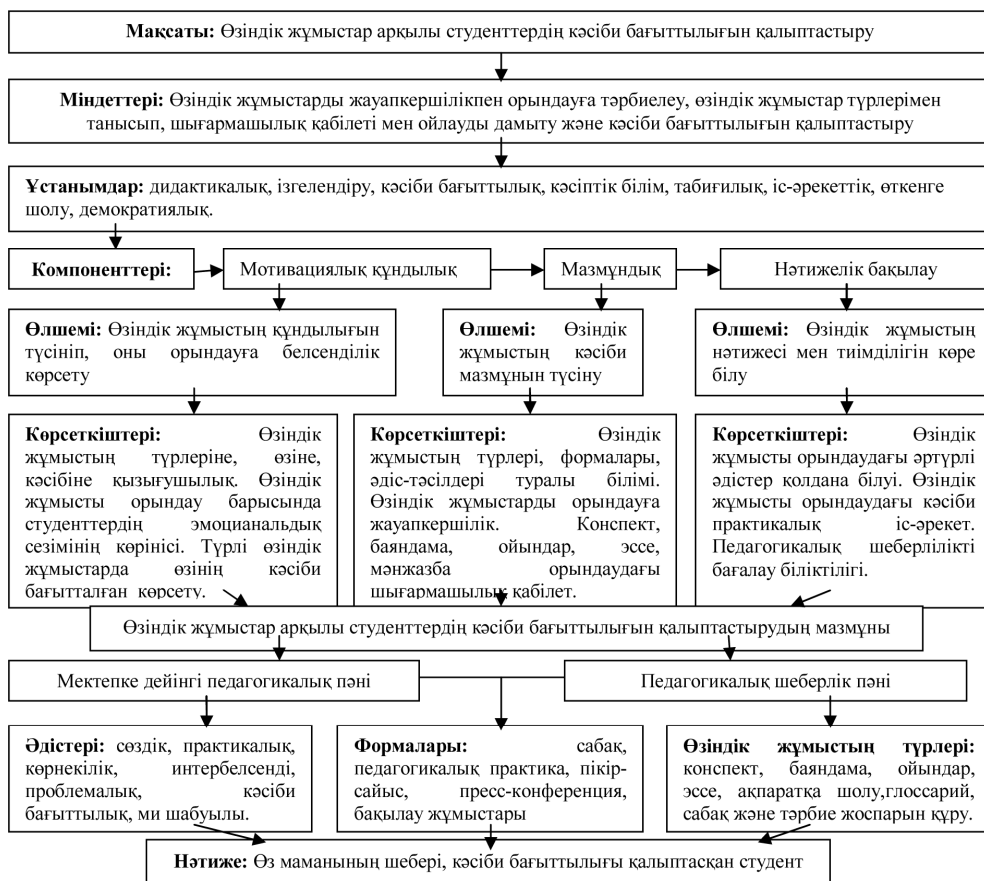 Мақсаты: Өзіндік жұмыстар арқылы студенттердің кәсіби бағыттылығын қалыптастыру
Міндеттері: Өзіндік жұмыстарды жауапкершілікпен орындауға тәрбиелеу, өзіндік жұмыстар түрлерімен
танысып, шығармашылық қабілеті мен ойлауды дамыту және кәсіби бағыттылығын қалыптастыру
Ұстанымдар: дидактикалық, ізгелендіру, кәсіби бағыттылық, кәсіптік білім, табиғилық, іс-әрекеттік, өткенге
шолу, демократиялық.
Компоненттері:
Мотивациялық құндылық
Мазмұндық
Нәтижелік бақылау
Өлшемі: Өзіндік жұмыстың құндылығын
түсініп, оны орындауға белсенділік
көрсету
Өлшемі: Өзіндік
жұмыстың кәсіби
мазмұнын түсіну
Өлшемі: Өзіндік жұмыстың
нәтижесі мен тиімділігін көре
білу
Көрсеткіштері: Өзіндік
жұмыстың түрлеріне, өзіне,
кәсібіне қызығушылық. Өзіндік
жұмысты орындау барысында
студенттердің эмоцианальдық
сезімінің көрінісі. Түрлі өзіндік
жұмыстарда өзінің кәсіби
бағытталған көрсету.
Көрсеткіштері: Өзіндік
жұмыстың түрлері, формалары,
әдіс-тәсілдері туралы білімі.
Өзіндік жұмыстарды орындауға
жауапкершілік. Конспект,
баяндама, ойындар, эссе,
мәнжазба орындаудағы
шығармашылық қабілет.
Көрсеткіштері: Өзіндік
жұмысты орындаудағы әртүрлі
әдістер қолдана білуі. Өзіндік
жұмысты орындаудағы кәсіби
практикалық іс-әрекет.
Педагогикалық шеберлілікті
бағалау біліктілігі.
Өзіндік жұмыстар арқылы студенттердің кәсіби бағыттылығын қалыптастырудың мазмұны
Мектепке дейінгі педагогикалық пәні
Педагогикалық шеберлік пәні
Әдістері: сөздік, практикалық,
көрнекілік, интербелсенді,
проблемалық, кәсіби
бағыттылық, ми шабуылы.
Формалары: сабақ,
педагогикалық практика, пікір-
сайыс, пресс-конференция,
бақылау жұмыстары
Өзіндік жұмыстың түрлері:
конспект, баяндама, ойындар,
эссе, ақпаратқа шолу,глоссарий,
сабақ және тәрбие жоспарын құру.
Нәтиже: Өз маманының шебері, кәсіби бағыттылығы қалыптасқан студент